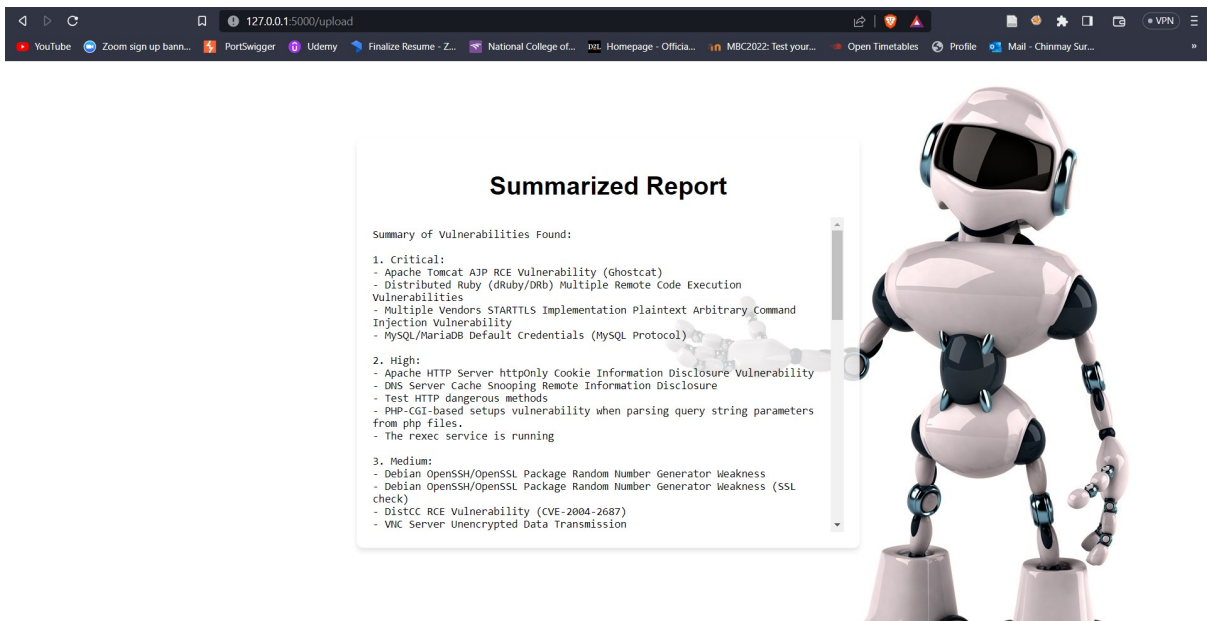 127.0.0.1:5000/upload
VPN
YouTube
Zoom sign up bann...
PortSwigger
Udemy
Finalize Resume - Z...
National College of...
D2L
Homepage - Officia...
MBC2022: Test your...
Open Timetables
Profile
Mail - Chinmay Sur...
»
Summarized Report
Summary of Vulnerabilities Found:
1. Critical:
- Apache Tomcat AJP RCE Vulnerability (Ghostcat)
- Distributed Ruby (dRuby/DRb) Multiple Remote Code Execution
Vulnerabilities
- Multiple Vendors STARTTLS Implementation Plaintext Arbitrary Command
Injection Vulnerability
- MySQL/MariaDB Default Credentials (MySQL Protocol)
2. High:
- Apache HTTP Server httpOnly Cookie Information Disclosure Vulnerability
- DNS Server Cache Snooping Remote Information Disclosure
- Test HTTP dangerous methods
- PHP-CGI-based setups vulnerability when parsing query string parameters
from php files.
- The rexec service is running
3. Medium:
- Debian OpenSSH/OpenSSL Package Random Number Generator Weakness
- Debian OpenSSH/OpenSSL Package Random Number Generator Weakness (SSL
check)
- DistCC RCE Vulnerability (CVE-2004-2687)
- VNC Server Unencrypted Data Transmission